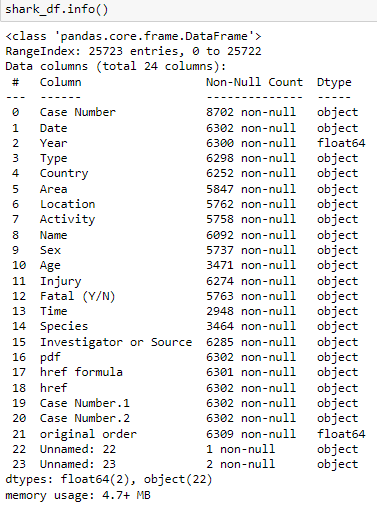 shark_df.info()
<class 'pandas.core.frame.DataFrame'>
RangeIndex: 25723 entries, 0 to 25722
Data columns (total 24 columns):
 #   Column                  Non-Null Count  Dtype
---  ------                  --------------  -----
 0   Case Number             8702 non-null   object
 1   Date                    6302 non-null   object
 2   Year                    6300 non-null   float64
 3   Type                    6298 non-null   object
 4   Country                 6252 non-null   object
 5   Area                    5847 non-null   object
 6   Location                5762 non-null   object
 7   Activity                5758 non-null   object
 8   Name                    6092 non-null   object
 9   Sex                     5737 non-null   object
 10  Age                     3471 non-null   object
 11  Injury                  6274 non-null   object
 12  Fatal (Y/N)             5763 non-null   object
 13  Time                    2948 non-null   object
 14  Species                 3464 non-null   object
 15  Investigator or Source  6285 non-null   object
 16  pdf                     6302 non-null   object
 17  href formula            6301 non-null   object
 18  href                    6302 non-null   object
 19  Case Number.1           6302 non-null   object
 20  Case Number.2           6302 non-null   object
 21  original order          6309 non-null   float64
 22  Unnamed: 22             1 non-null      object
 23  Unnamed: 23             2 non-null      object
dtypes: float64(2), object(22)
memory usage: 4.7+ MB